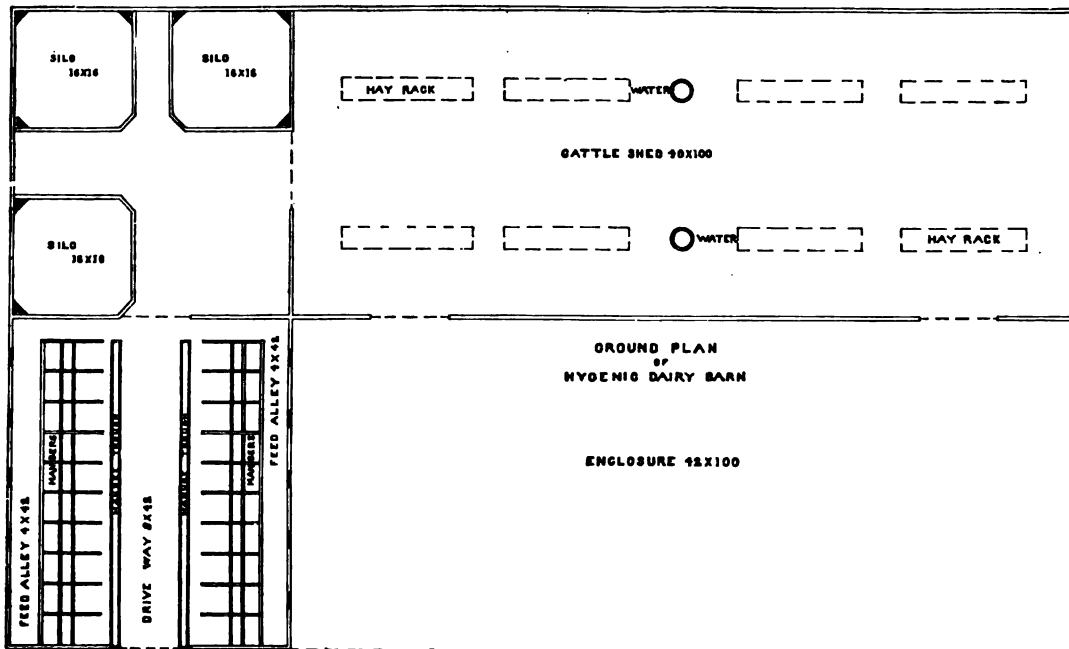 SILO
16X16
SILO
16X16
HAY RACK
WATER
CATTLE SHED 40X100
SILO
16X16
WATER
HAY RACK
GROUND PLAN
OF
HYGENIC DAIRY BARN
ENCLOSURE 42X100
FEED ALLEY 4X42
MANGERS
DRIVE WAY 8X42
MANGERS
FEED ALLEY 4X42